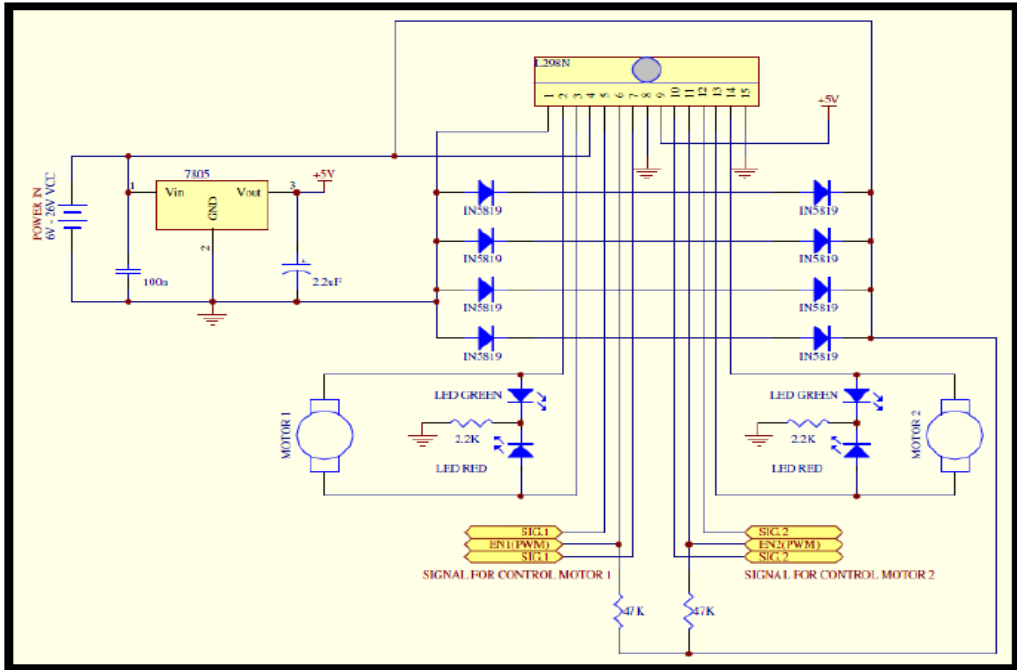 L298N
1 2 3 4 5 6 7 8 9 10 11 12 13 14 15
+5V
7805
1 Vin Vout 3
+5V
GND
2
POWER IN
6V - 26V VCC
100n
2.2uF
IN5819 IN5819
IN5819 IN5819
IN5819 IN5819
IN5819 IN5819
MOTOR 1
LED GREEN
2.2K
LED RED
LED GREEN
2.2K
LED RED
MOTOR 2
SIG.1
EN1(PWM)
SIG.1
SIGNAL FOR CONTROL MOTOR 1
SIG.2
EN2(PWM)
SIG.2
SIGNAL FOR CONTROL MOTOR 2
47K 47K